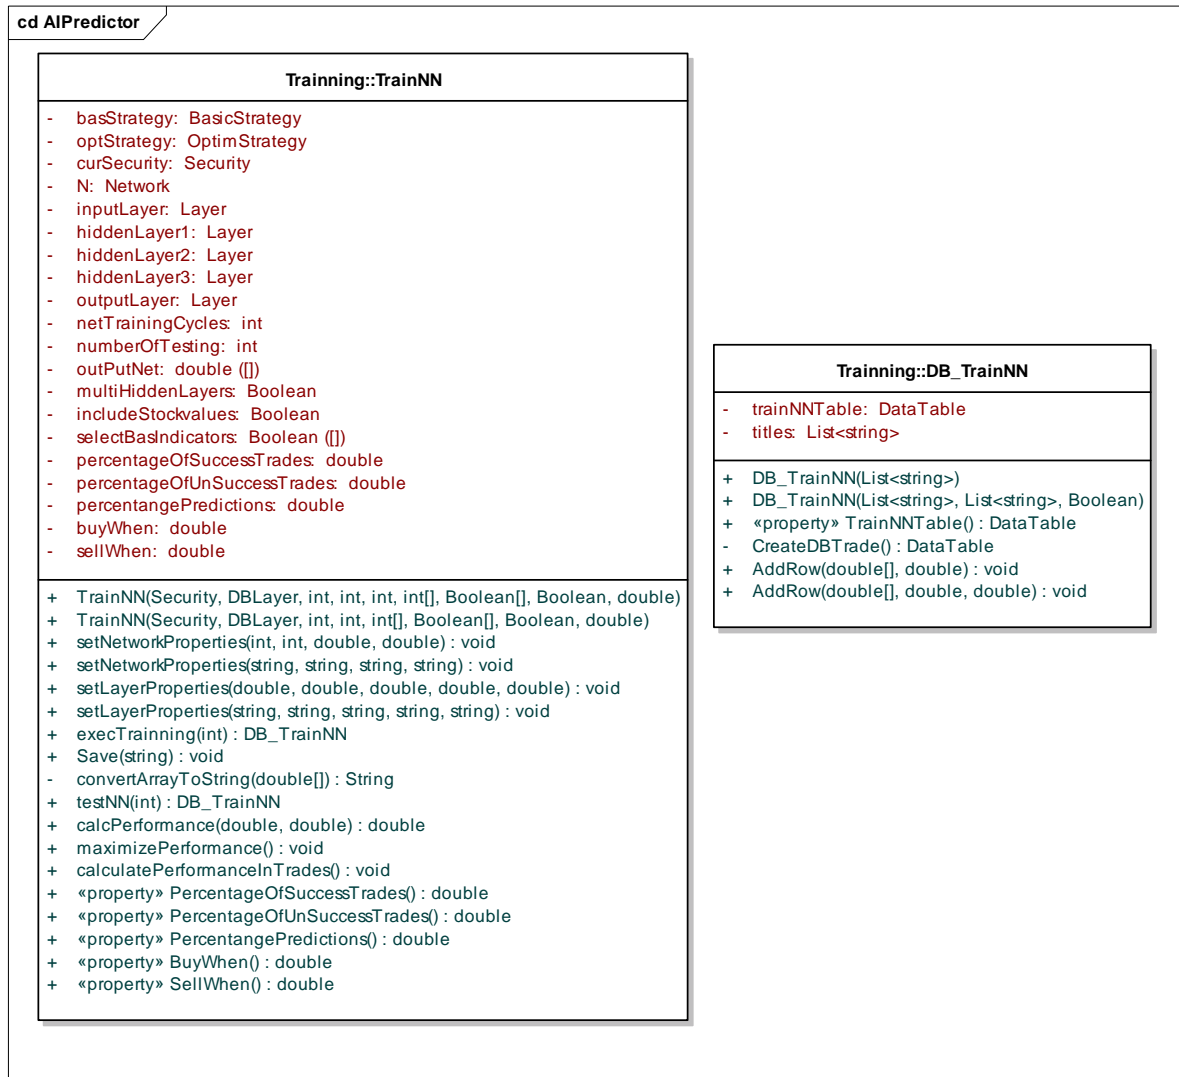 cd AIPredictor
Trainning::TrainNN
- basStrategy: BasicStrategy
- optStrategy: OptimStrategy
- curSecurity: Security
- N: Network
- inputLayer: Layer
- hiddenLayer1: Layer
- hiddenLayer2: Layer
- hiddenLayer3: Layer
- outputLayer: Layer
- netTrainingCycles: int
- numberOfTesting: int
- outPutNet: double ([])
- multiHiddenLayers: Boolean
- includeStockvalues: Boolean
- selectBasIndicators: Boolean ([])
- percentageOfSuccessTrades: double
- percentageOfUnSuccessTrades: double
- percentangePredictions: double
- buyWhen: double
- sellWhen: double
+ TrainNN(Security, DBLayer, int, int, int, int[], Boolean[], Boolean, double)
+ TrainNN(Security, DBLayer, int, int, int[], Boolean[], Boolean, double)
+ setNetworkProperties(int, int, double, double) : void
+ setNetworkProperties(string, string, string, string) : void
+ setLayerProperties(double, double, double, double, double) : void
+ setLayerProperties(string, string, string, string, string) : void
+ execTrainning(int) : DB_TrainNN
+ Save(string) : void
- convertArrayToString(double[]) : String
+ testNN(int) : DB_TrainNN
+ calcPerformance(double, double) : double
+ maximizePerformance() : void
+ calculatePerformanceInTrades() : void
+ «property» PercentageOfSuccessTrades() : double
+ «property» PercentageOfUnSuccessTrades() : double
+ «property» PercentangePredictions() : double
+ «property» BuyWhen() : double
+ «property» SellWhen() : double
Trainning::DB_TrainNN
- trainNNTable: DataTable
- titles: List<string>
+ DB_TrainNN(List<string>)
+ DB_TrainNN(List<string>, List<string>, Boolean)
+ «property» TrainNNTable() : DataTable
- CreateDBTrade() : DataTable
+ AddRow(double[], double) : void
+ AddRow(double[], double, double) : void